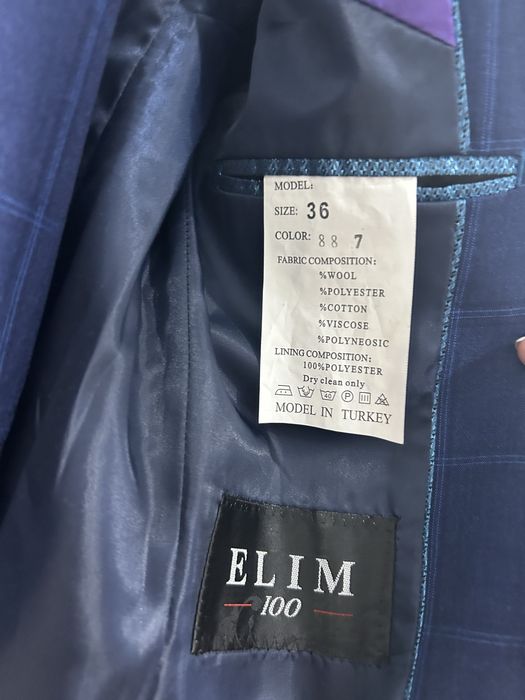 MODEL:
SIZE: 36
COLOR: 88 7
FABRIC COMPOSITION:
%WOOL
%POLYESTER
%COTTON
%VISCOSE
%POLYNEOSIC
LINING COMPOSITION:
100%POLYESTER
Dry clean only
40 P
MODEL IN TURKEY
ELIM
100